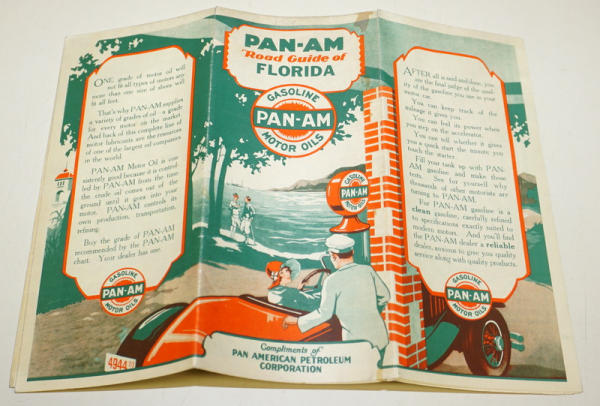 ONE grade of motor oil will
not fit all types of motors any
more than one size of shoes will
fit all feet.
That's why PAN-AM supplies
a variety of grades of oil - a grade
for every motor on the market.
And back of this complete line of
motor lubricants are the resources
of one of the largest oil companies
in the world.
PAN-AM Motor Oil is con-
sistently good because it is control-
led by PAN-AM from the time
the crude oil comes out of the
ground until it goes into your
motor. PAN-AM controls its
own production, transportation,
refining.
Buy the grade of PAN-AM
recommended by the PAN-AM
chart. Your dealer has one.
GASOLINE
PAN-AM
MOTOR OILS
4944
PAN-AM
Road Guide of
FLORIDA
GASOLINE
PAN-AM
MOTOR OILS
GASOLINE
PAN-AM
MOTOR OILS
Compliments of
PAN AMERICAN PETROLEUM
CORPORATION
AFTER all is said and done, you
are the final judge of the qual-
ity of the gasoline you use in your
motor car.
You can keep track of the
mileage it gives you.
You can feel its power when
you step on the accelerator.
You can tell whether it gives
you a quick start the minute you
touch the starter.
Fill your tank up with PAN-
AM gasoline and make those
tests. See for yourself why
thousands of other motorists are
turning to PAN-AM.
For PAN-AM gasoline is a
clean gasoline, carefully refined
to specifications exactly suited to
modern motors. And you'll find
the PAN-AM dealer a reliable
dealer, anxious to give you quality
service along with quality products.
GASOLINE
PAN-AM
MOTOR OILS